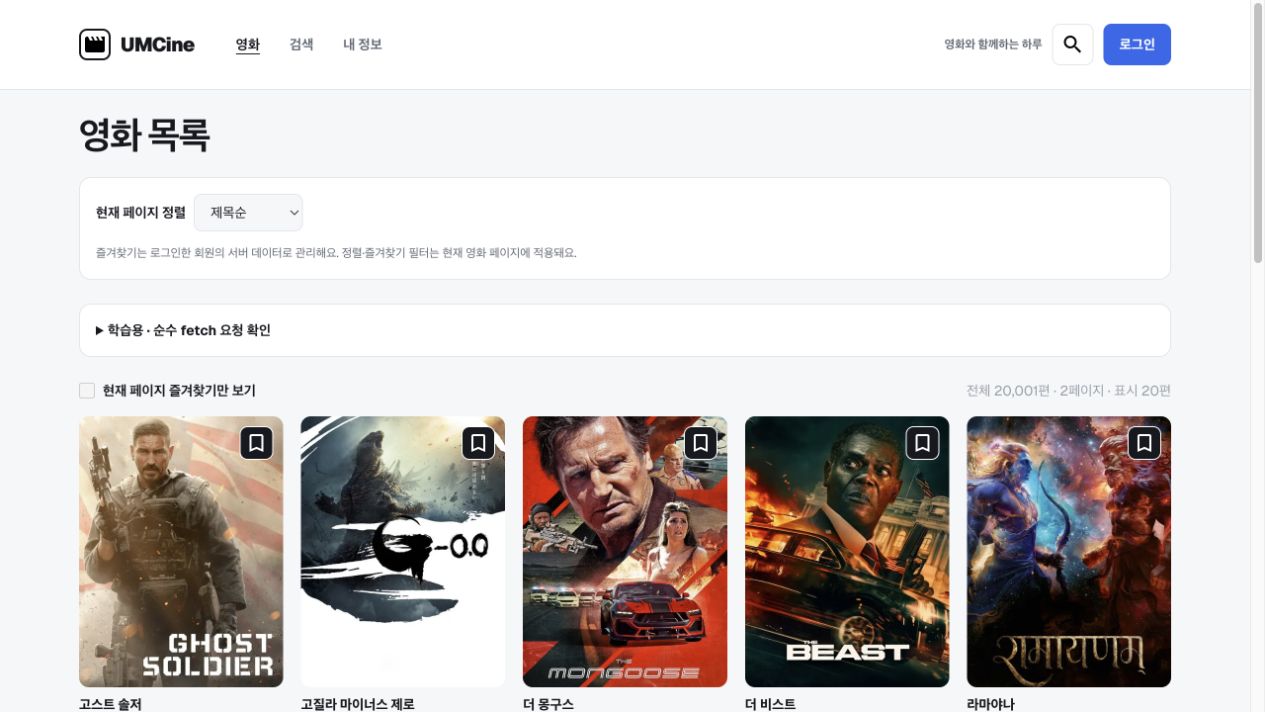 UMCine 영화 검색 내 정보 영화와 함께하는 하루 로그인
영화 목록
현재 페이지 정렬 제목순
즐겨찾기는 로그인한 회원의 서버 데이터로 관리해요. 정렬·즐겨찾기 필터는 현재 영화 페이지에 적용돼요.
▶ 학습용 · 순수 fetch 요청 확인
현재 페이지 즐겨찾기만 보기 전체 20,001편 · 2페이지 · 표시 20편
GHOST
SOLDIER
G-0.0
THE
MONGOOSE
THE
BEAST
रामायणम्
고스트 솔저 고질라 마이너스 제로 더 몽구스 더 비스트 라마야나